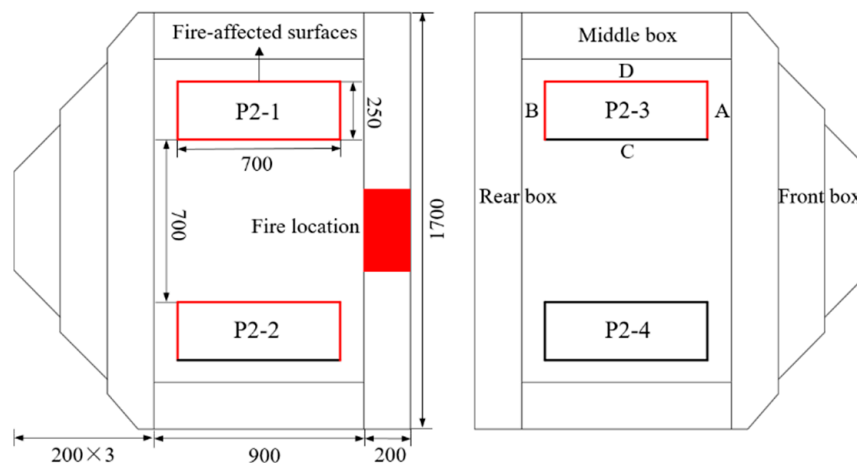 Fire-affected surfaces
P2-1
250
700
700
Fire location
1700
P2-2
200×3
900
200
Middle box
D
B
P2-3
A
C
Rear box
Front box
P2-4